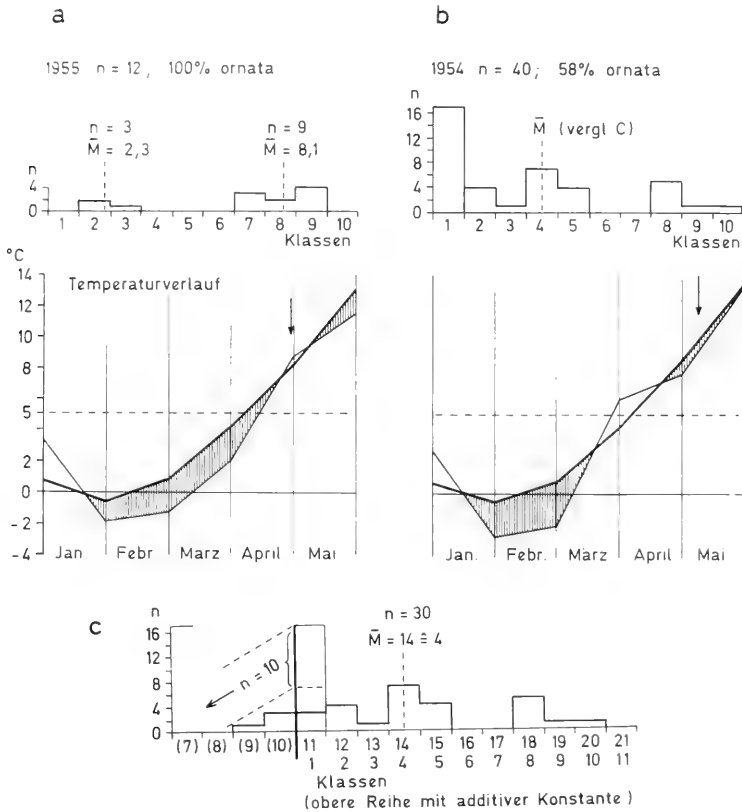 a
b
1955 n = 12, 100% ornata
1954 n = 40; 58% ornata
n = 3
M̄ = 2,3
n = 9
M̄ = 8,1
n
4
0
1 2 3 4 5 6 7 8 9 10
Klassen
n
16
12
8
4
0
M̄ (vergl C)
1 2 3 4 5 6 7 8 9 10
Klassen
°C
14
12
10
8
5
2
0
-2
-4
Temperaturverlauf
Jan Febr März April Mai
Jan. Febr. März April Mai
c
n
16
12
8
4
0
n = 10
n = 30
M̄ = 14 ≙ 4
(7) (8) (9) (10) 11 12 13 14 15 16 17 18 19 20 21
1 2 3 4 5 6 7 8 9 10 11
Klassen
(obere Reihe mit additiver Konstante)